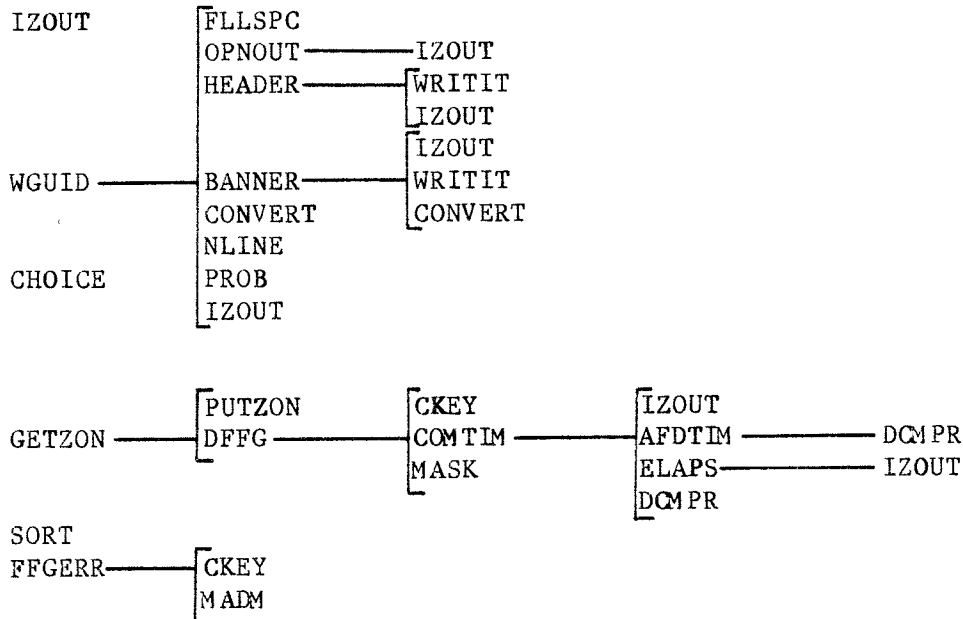 IZOUT FLLSPC
OPNOUT IZOUT
HEADER WRITIT
IZOUT
IZOUT
WGUID BANNER WRITIT
CONVERT CONVERT
NLINE
CHOICE PROB
IZOUT
PUTZON CKEY IZOUT
GETZON DFFG COMTIM AFDTIM DCMPR
MASK ELAPS IZOUT
DCMPR
SORT
FFGERR CKEY
MADM